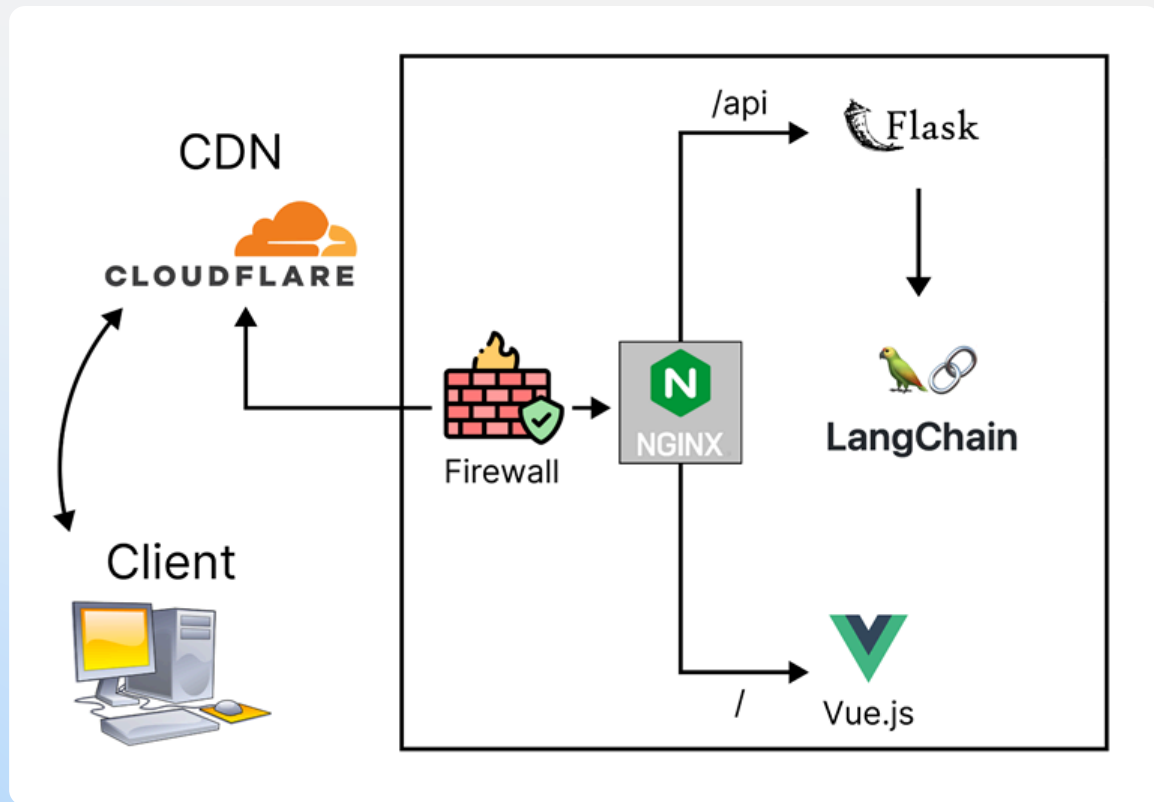 CDN
CLOUDFLARE
Client
Firewall
N
NGINX
/api
Flask
LangChain
/
Vue.js